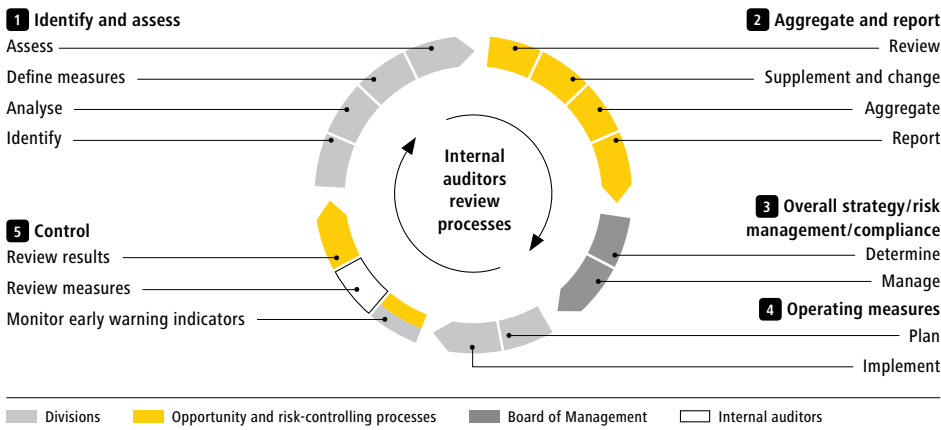 1 Identify and assess
Assess
Define measures
Analyse
Identify
2 Aggregate and report
Review
Supplement and change
Aggregate
Report
Internal
auditors
review
processes
3 Overall strategy/risk
management/compliance
Determine
Manage
4 Operating measures
Plan
Implement
5 Control
Review results
Review measures
Monitor early warning indicators
Divisions
Opportunity and risk-controlling processes
Board of Management
Internal auditors